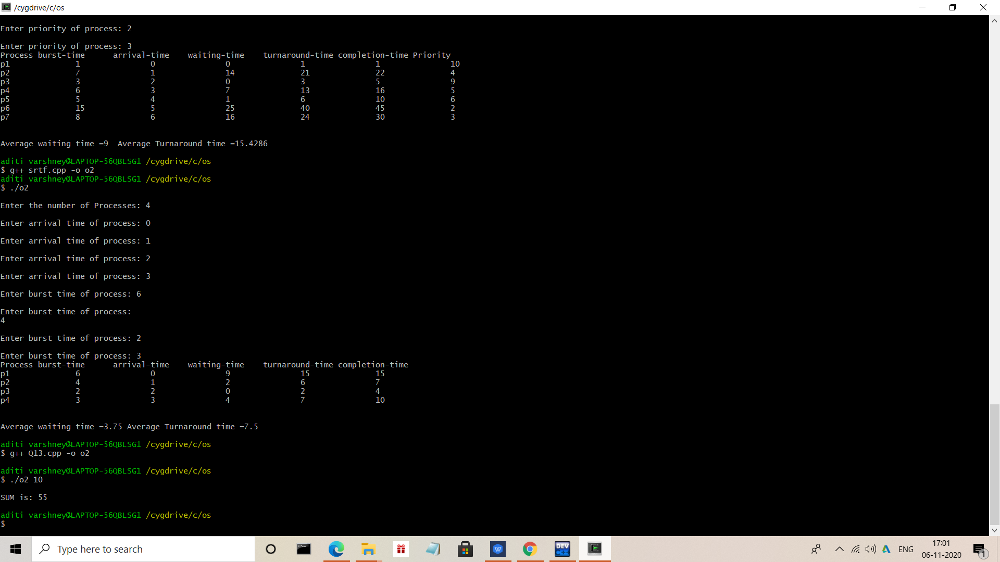 /cygdrive/c/os
Enter priority of process: 2
Enter priority of process: 3
Process burst-time arrival-time waiting-time turnaround-time completion-time Priority
p1 1 0 0 1 1 10
p2 7 1 14 21 22 4
p3 3 2 0 3 5 9
p4 6 3 7 13 16 5
p5 5 4 1 6 10 6
p6 15 5 25 40 45 2
p7 8 6 16 24 30 3
Average waiting time =9 Average Turnaround time =15.4286
aditi varshney@LAPTOP-56QBLSG1 /cygdrive/c/os
$ g++ srtf.cpp -o o2
aditi varshney@LAPTOP-56QBLSG1 /cygdrive/c/os
$ ./o2
Enter the number of Processes: 4
Enter arrival time of process: 0
Enter arrival time of process: 1
Enter arrival time of process: 2
Enter arrival time of process: 3
Enter burst time of process: 6
Enter burst time of process:
4
Enter burst time of process: 2
Enter burst time of process: 3
Process burst-time arrival-time waiting-time turnaround-time completion-time
p1 6 0 9 15 15
p2 4 1 2 6 7
p3 2 2 0 2 4
p4 3 3 4 7 10
Average waiting time =3.75 Average Turnaround time =7.5
aditi varshney@LAPTOP-56QBLSG1 /cygdrive/c/os
$ g++ Q13.cpp -o o2
aditi varshney@LAPTOP-56QBLSG1 /cygdrive/c/os
$ ./o2 10
SUM is: 55
aditi varshney@LAPTOP-56QBLSG1 /cygdrive/c/os
$
Type here to search
DEV
C++
ENG
17:01
06-11-2020
1